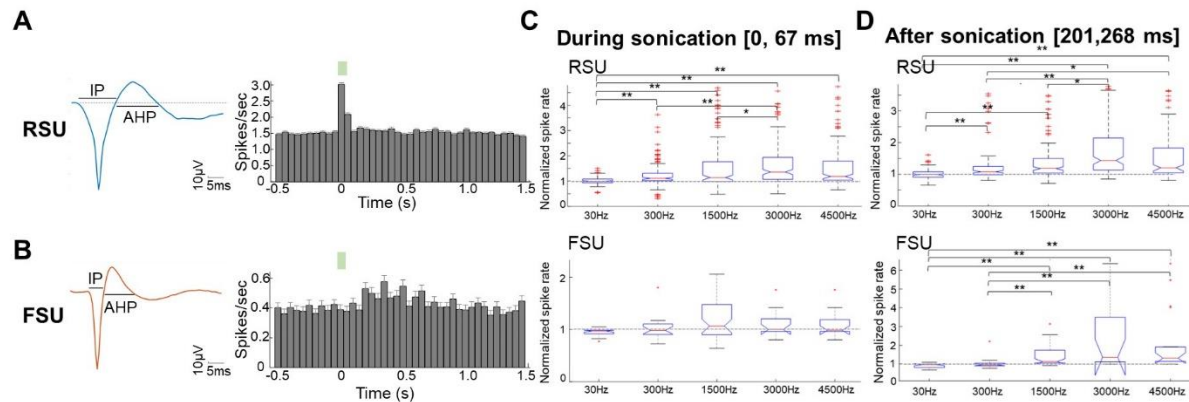 A
RSU
IP
AHP
10μV
5ms
Spikes/sec
3.0
2.5
2.0
1.5
1.0
0
-0.5
0
0.5
1.0
1.5
Time (s)
B
FSU
IP
AHP
10μV
5ms
Spikes/sec
0.6
0.4
0.2
0
-0.5
0
0.5
1.0
1.5
Time (s)
C
During sonication [0, 67 ms]
RSU
**
**
**
**
**
*
Normalized spike rate
4
3
2
1
0
30Hz 300Hz 1500Hz 3000Hz 4500Hz
FSU
Normalized spike rate
2
1
0
30Hz 300Hz 1500Hz 3000Hz 4500Hz
D
After sonication [201,268 ms]
RSU
**
**
*
**
*
**
**
Normalized spike rate
4
3
2
1
0
30Hz 300Hz 1500Hz 3000Hz 4500Hz
FSU
**
**
**
**
**
Normalized spike rate
6
5
4
3
2
1
0
30Hz 300Hz 1500Hz 3000Hz 4500Hz